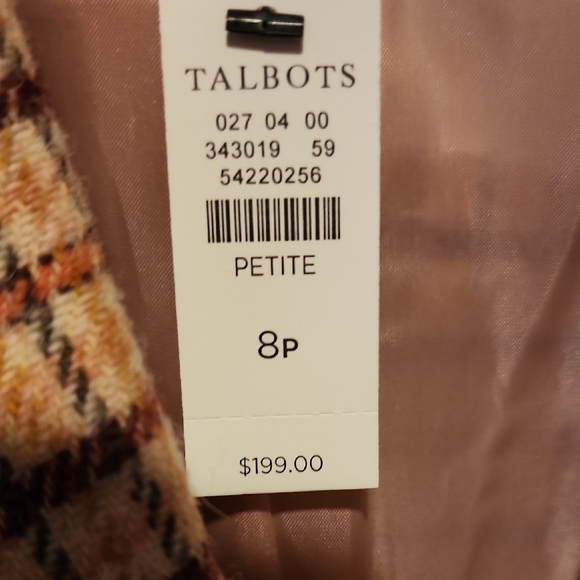 TALBOTS
027 04 00
343019 59
54220256
PETITE
8P
$199.00